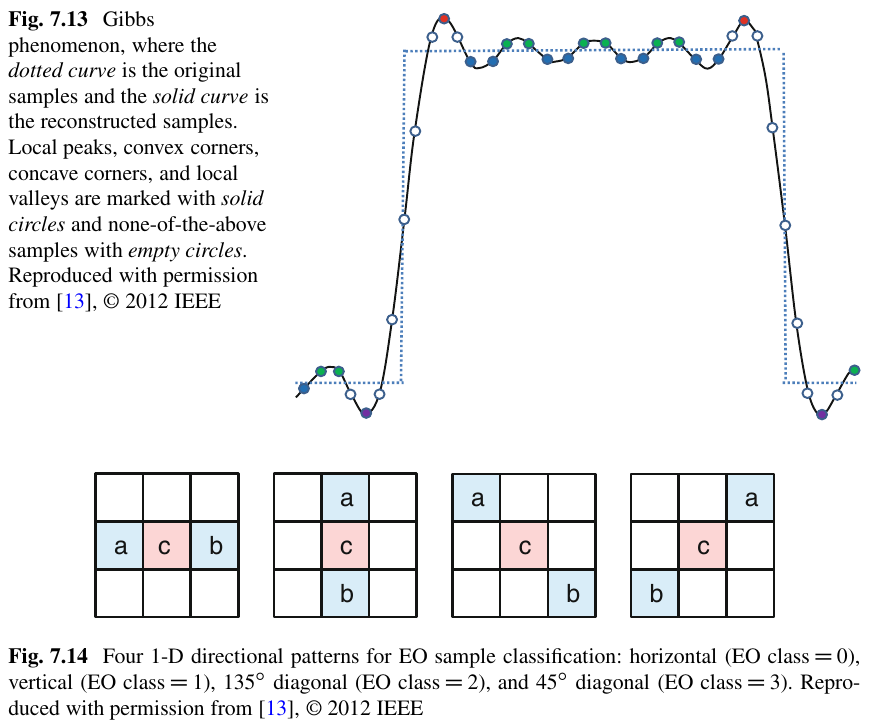 Fig. 7.13 Gibbs
phenomenon, where the
dotted curve is the original
samples and the solid curve is
the reconstructed samples.
Local peaks, convex corners,
concave corners, and local
valleys are marked with solid
circles and none-of-the-above
samples with empty circles.
Reproduced with permission
from [13], © 2012 IEEE
a c b
a
c
b
a
c
b
a
c
b
Fig. 7.14 Four 1-D directional patterns for EO sample classification: horizontal (EO class = 0),
vertical (EO class = 1), 135° diagonal (EO class = 2), and 45° diagonal (EO class = 3). Repro-
duced with permission from [13], © 2012 IEEE